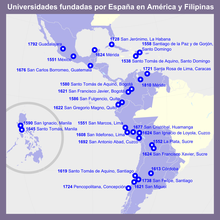 Universidades fundadas por España en América y Filipinas
1728 San Jerónimo, La Habana
1792 Guadalajara
1558 Santiago de la Paz y de Gorjón,
Santo Domingo
1624 Mérida
1538 Santo Tomás de Aquino, Santo Domingo
1551 México
1721 Santa Rosa de Lima, Caracas
1676 San Carlos Borromeo, Guatemala
1810 Mérida
1580 Santo Tomás de Aquino, Bogotá
1586 San Fulgencio, Quito
1622 San Gregorio Magno, Quito
1590 San Ignacio, Manila
1645 Santo Tomás, Manila
1551 San Marcos, Lima
1677 San Cristóbal, Huamanga
1624 San Ignacio de Loyola, Cuzco
1692 San Antonio Abad, Cuzco
1552 La Plata, Sucre
1624 San Francisco Xavier, Sucre
1613 Córdoba
1619 Santo Tomás de Aquino, Santiago
1738 San Felipe, Santiago
1724 Pencopolitana, Concepción
1621 San Miguel